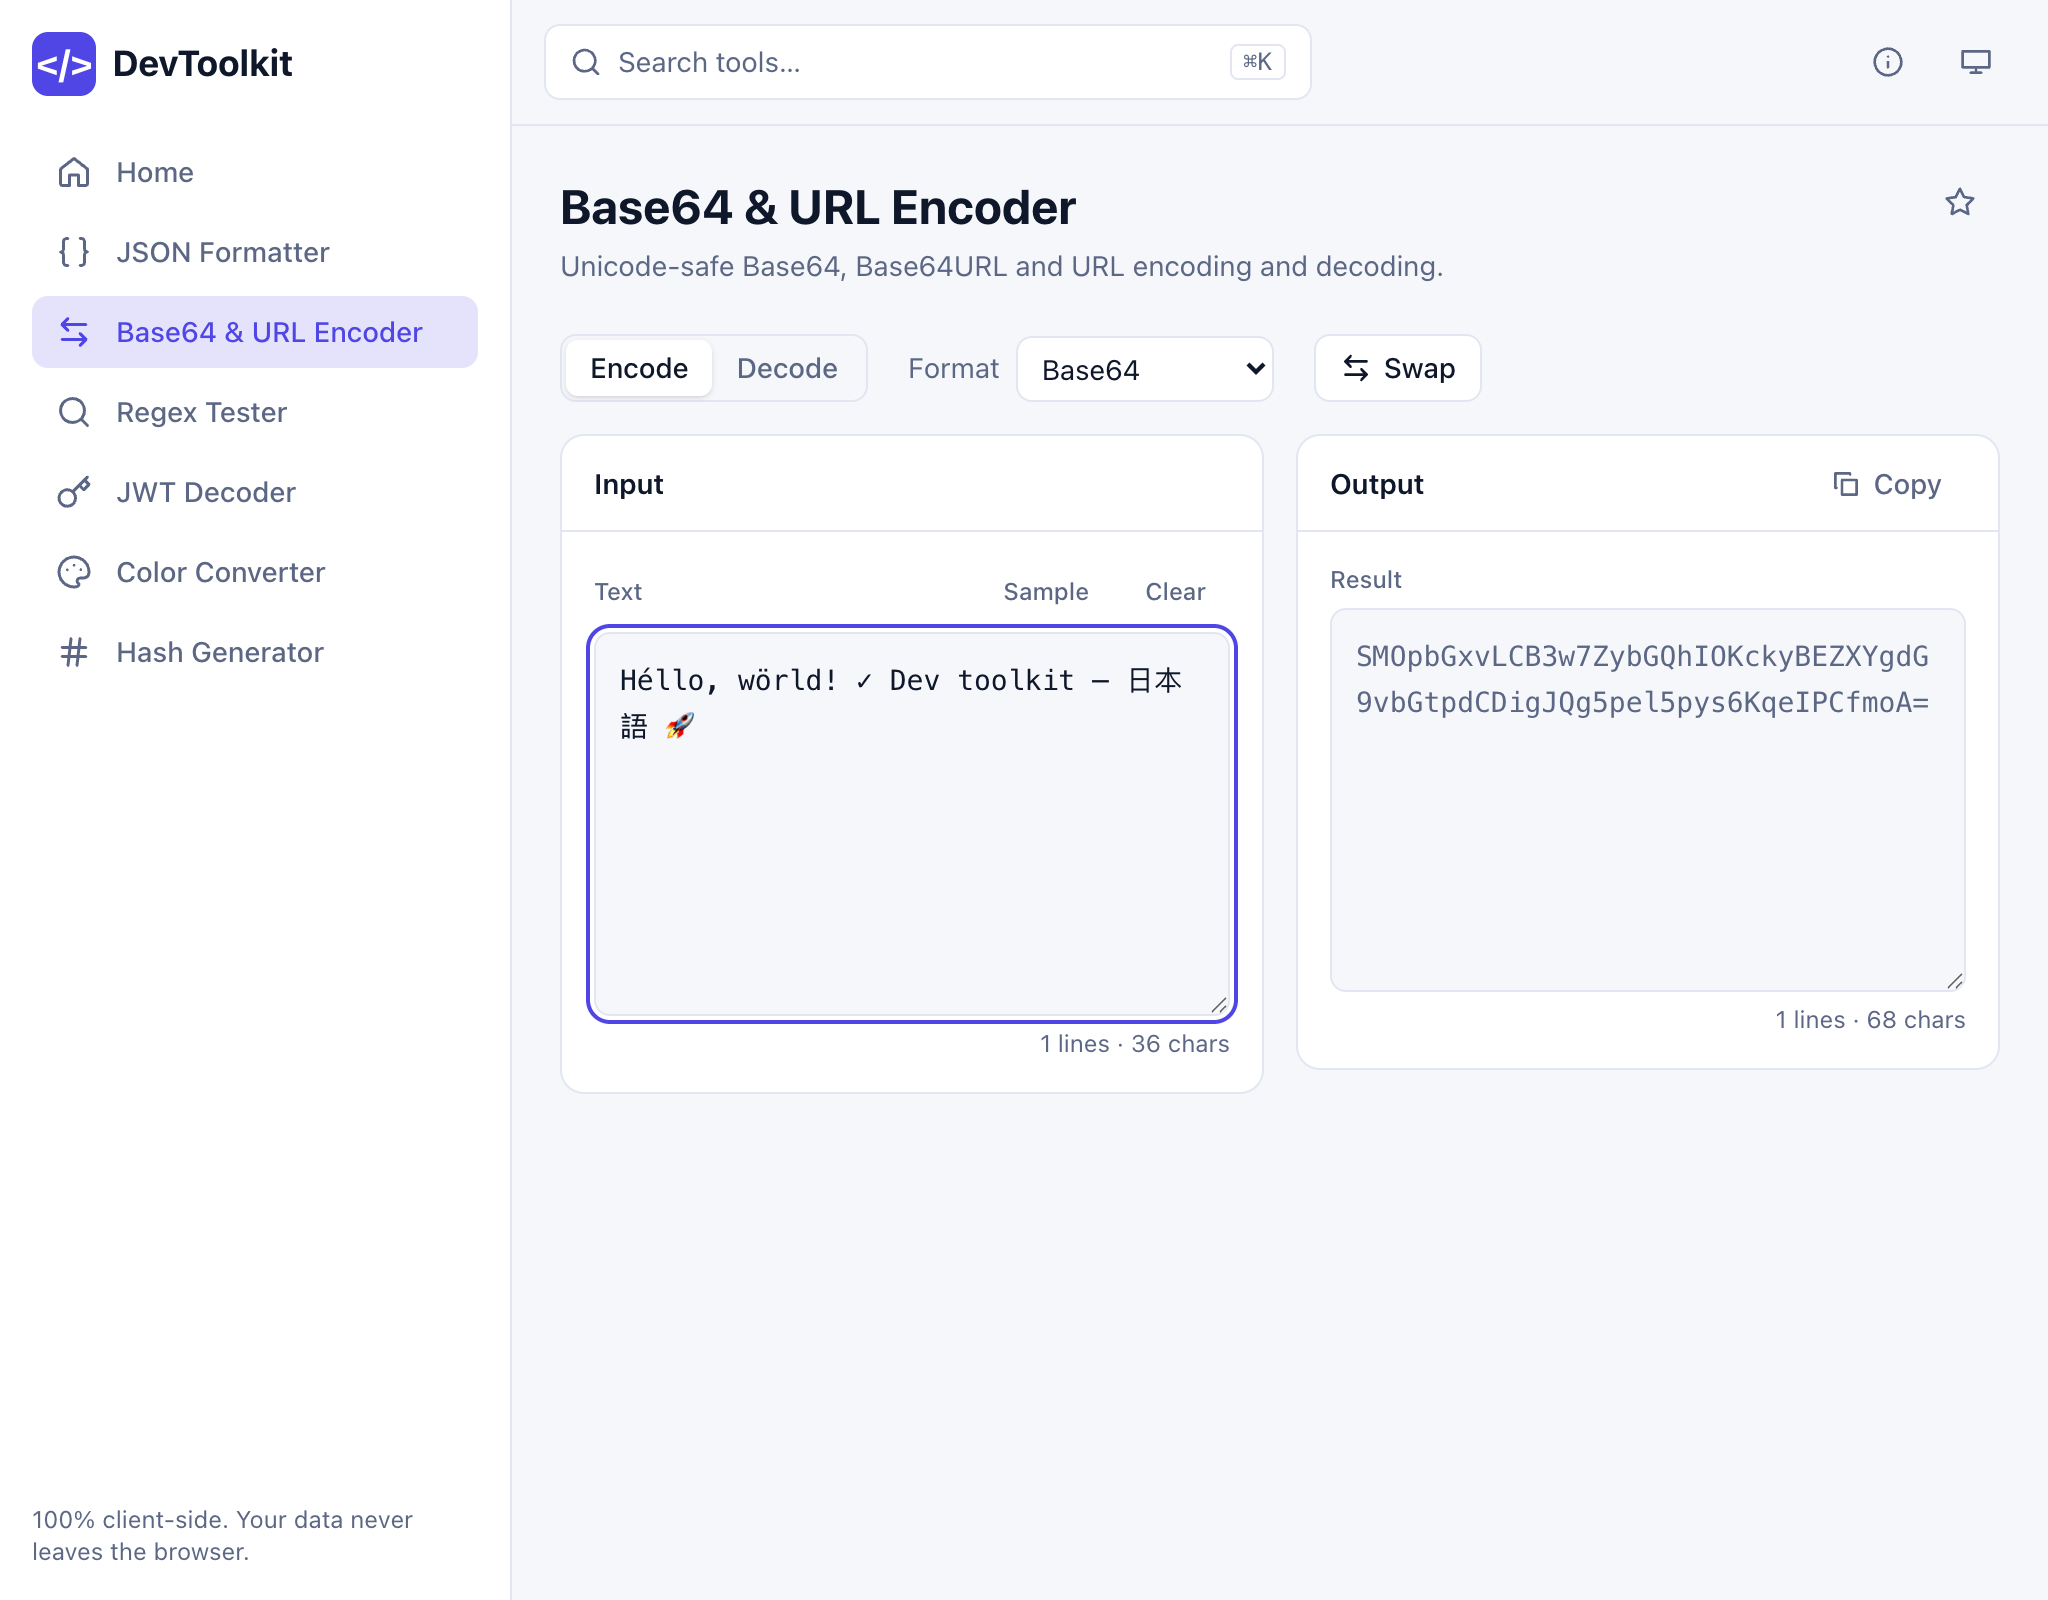 </> DevToolkit
Home
JSON Formatter
Base64 & URL Encoder
Regex Tester
JWT Decoder
Color Converter
Hash Generator
100% client-side. Your data never
leaves the browser.
Search tools...
⌘K
Base64 & URL Encoder
Unicode-safe Base64, Base64URL and URL encoding and decoding.
Encode Decode Format Base64 Swap
Input
Text Sample Clear
Héllo, wörld! ✓ Dev toolkit — 日本
語 🚀
1 lines · 36 chars
Output Copy
Result
SMOpbGxvLCB3w7ZybGQhIOKckyBEZXYgdG
9vbGtpdCDigJQg5pel5pys6KqeIPCfmoA=
1 lines · 68 chars